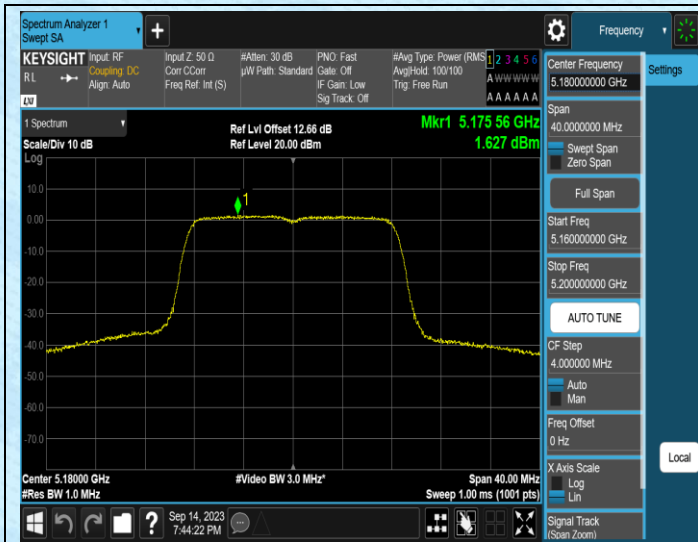 Spectrum Analyzer 1
Swept SA
Frequency
KEYSIGHT
RL
LXI
Input: RF
Coupling: DC
Align: Auto
Input Z: 50 Ω
Corr CCorr
Freq Ref: Int (S)
#Atten: 30 dB
µW Path: Standard
PNO: Fast
Gate: Off
IF Gain: Low
Sig Track: Off
#Avg Type: Power (RMS
Avg|Hold: 100/100
Trig: Free Run
1 2 3 4 5 6
A W W W W W
A A A A A A
1 Spectrum
Scale/Div 10 dB
Ref Lvl Offset 12.66 dB
Ref Level 20.00 dBm
Mkr1 5.175 56 GHz
1.627 dBm
Log
10.0
0.00
-10.0
-20.0
-30.0
-40.0
-50.0
-60.0
-70.0
1
Center 5.18000 GHz
#Res BW 1.0 MHz
#Video BW 3.0 MHz*
Span 40.00 MHz
Sweep 1.00 ms (1001 pts)
Center Frequency
5.180000000 GHz
Span
40.0000000 MHz
Swept Span
Zero Span
Full Span
Start Freq
5.160000000 GHz
Stop Freq
5.200000000 GHz
AUTO TUNE
CF Step
4.000000 MHz
Auto
Man
Freq Offset
0 Hz
X Axis Scale
Log
Lin
Signal Track
(Span Zoom)
Settings
Local
?
Sep 14, 2023
7:44:22 PM